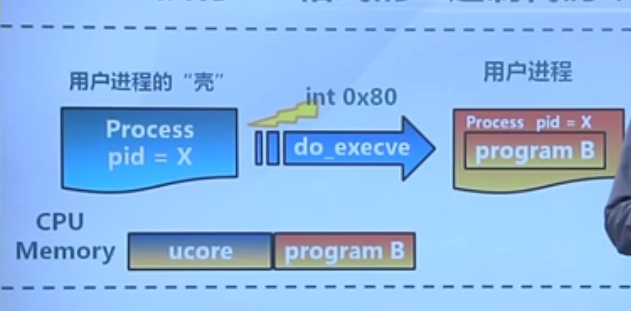 用户进程的“壳”
用户进程
int 0x80
Process
pid = X
do_execve
Process pid = X
program B
CPU
Memory
ucore
program B